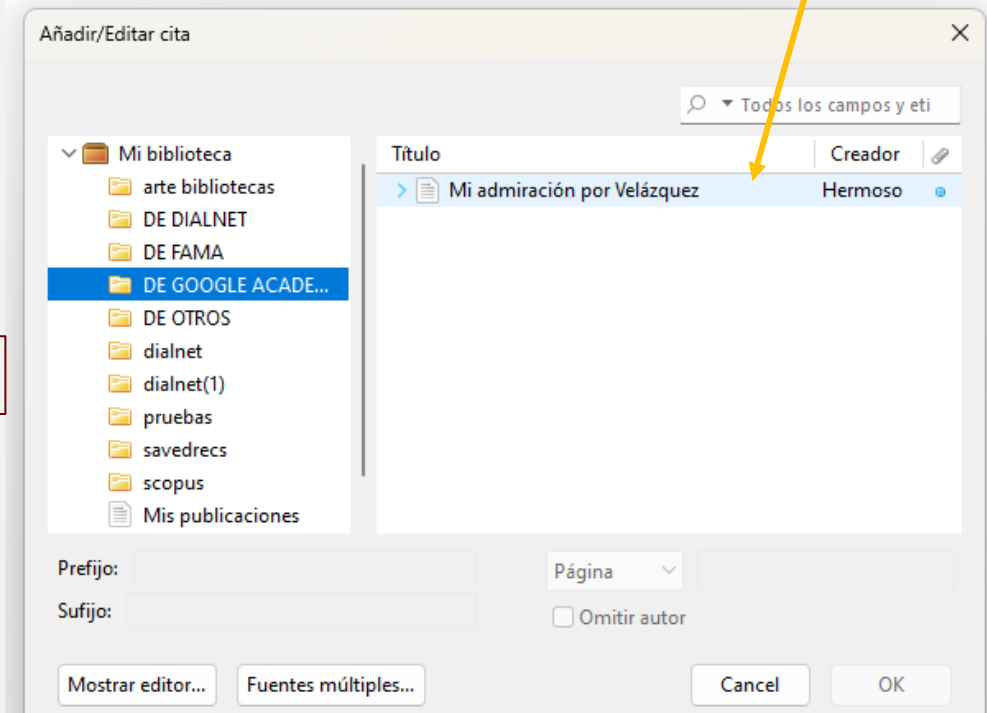 Añadir/Editar cita
Todos los campos y eti
Mi biblioteca
arte bibliotecas
DE DIALNET
DE FAMA
DE GOOGLE ACADE...
DE OTROS
dialnet
dialnet(1)
pruebas
savedrecs
scopus
Mis publicaciones
Título Creador
Mi admiración por Velázquez Hermoso
Prefijo: Página
Sufijo: Omitir autor
Mostrar editor... Fuentes múltiples... Cancel OK